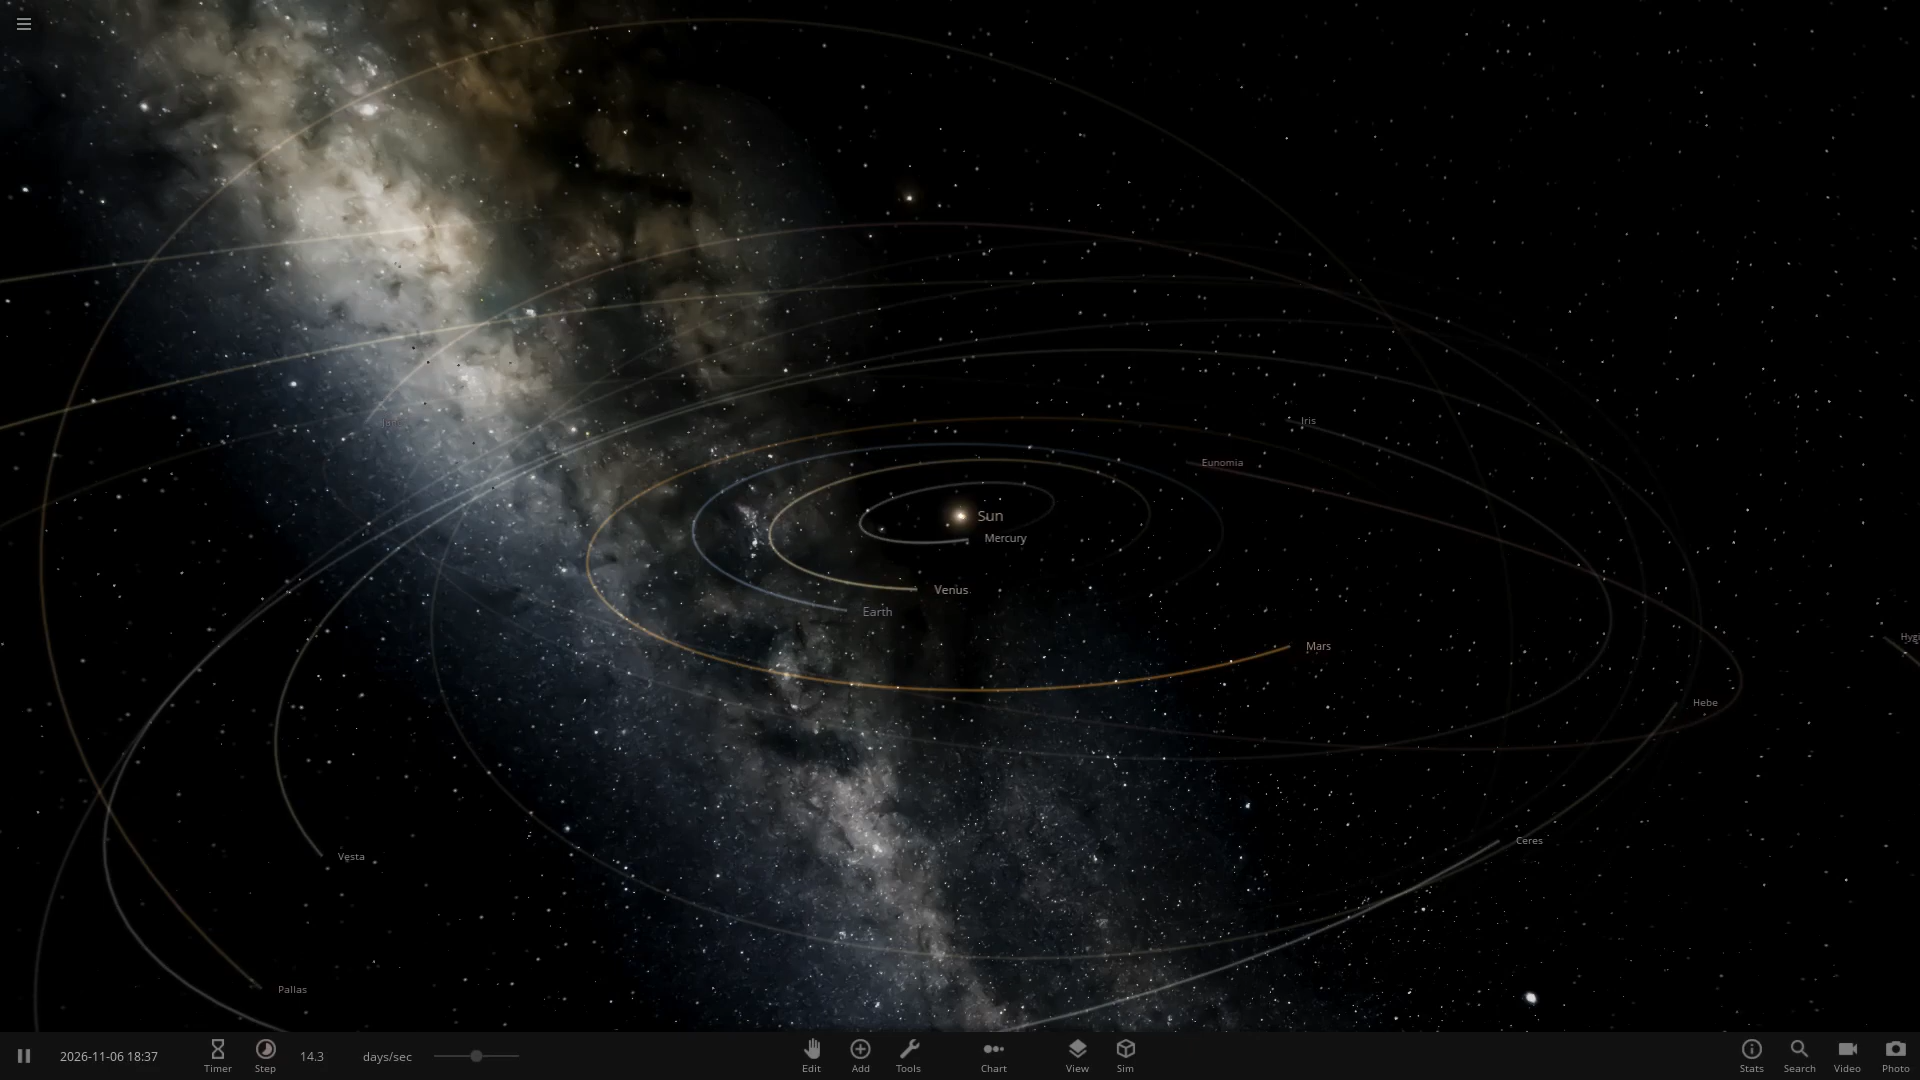 Iris
Eunomia
Sun
Mercury
Venus
Earth
Mars
Hebe
Ceres
Vesta
Pallas
2026-11-06 18:37
Timer
Step
14.3
days/sec
Edit
Add
Tools
Chart
View
Sim
Stats
Search
Video
Photo